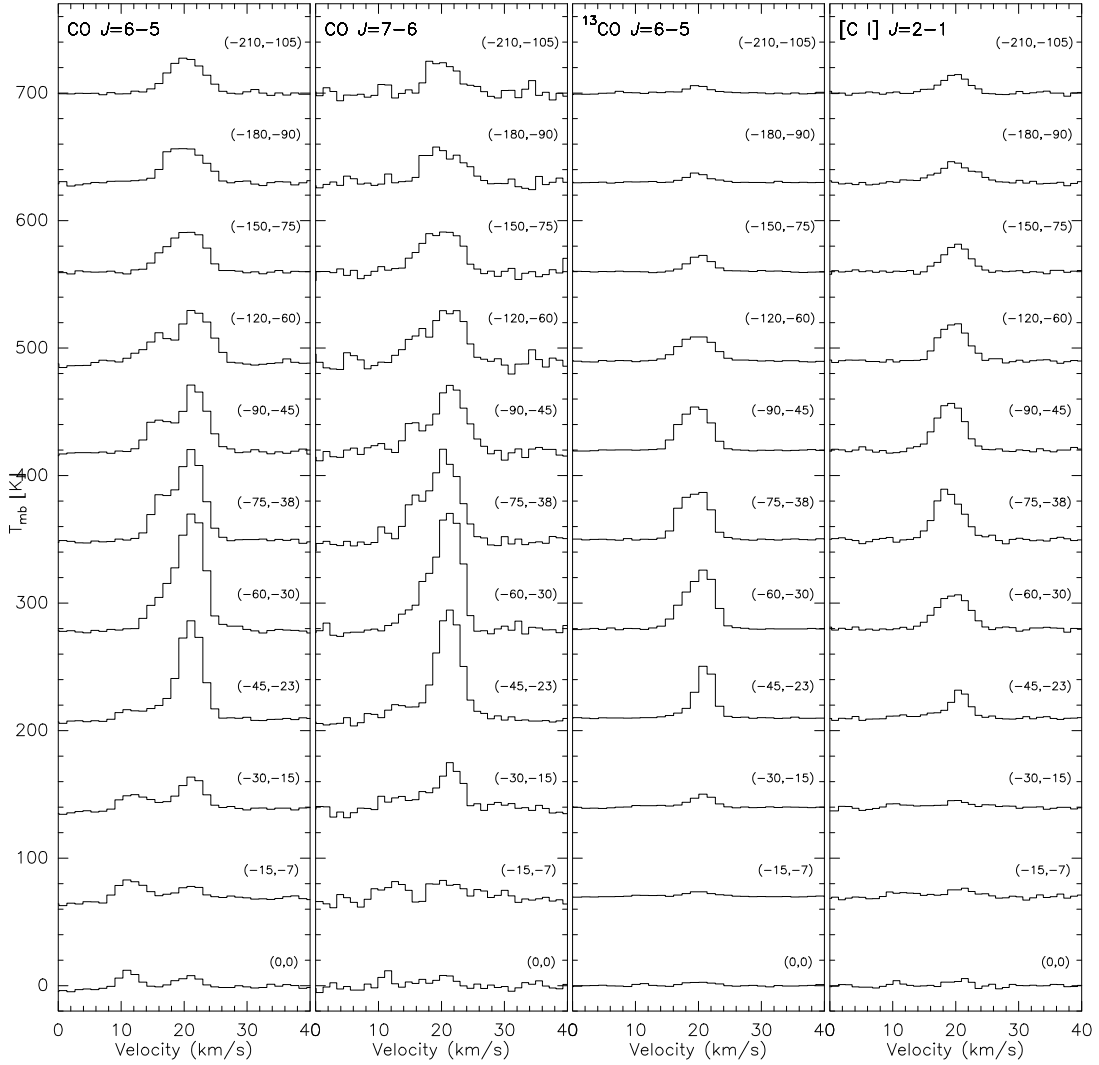 CO J=6−5 CO J=7−6 ¹³CO J=6−5 [C I] J=2−1
(−210,−105) (−210,−105) (−210,−105) (−210,−105)
700
(−180,−90) (−180,−90) (−180,−90) (−180,−90)
600
(−150,−75) (−150,−75) (−150,−75) (−150,−75)
(−120,−60) (−120,−60) (−120,−60) (−120,−60)
500
(−90,−45) (−90,−45) (−90,−45) (−90,−45)
400
T_mb [K]
(−75,−38) (−75,−38) (−75,−38) (−75,−38)
300
(−60,−30) (−60,−30) (−60,−30) (−60,−30)
(−45,−23) (−45,−23) (−45,−23) (−45,−23)
200
(−30,−15) (−30,−15) (−30,−15) (−30,−15)
100
(−15,−7) (−15,−7) (−15,−7) (−15,−7)
(0,0) (0,0) (0,0) (0,0)
0
0 10 20 30 40 0 10 20 30 40 0 10 20 30 40 0 10 20 30 40
Velocity (km/s) Velocity (km/s) Velocity (km/s) Velocity (km/s)